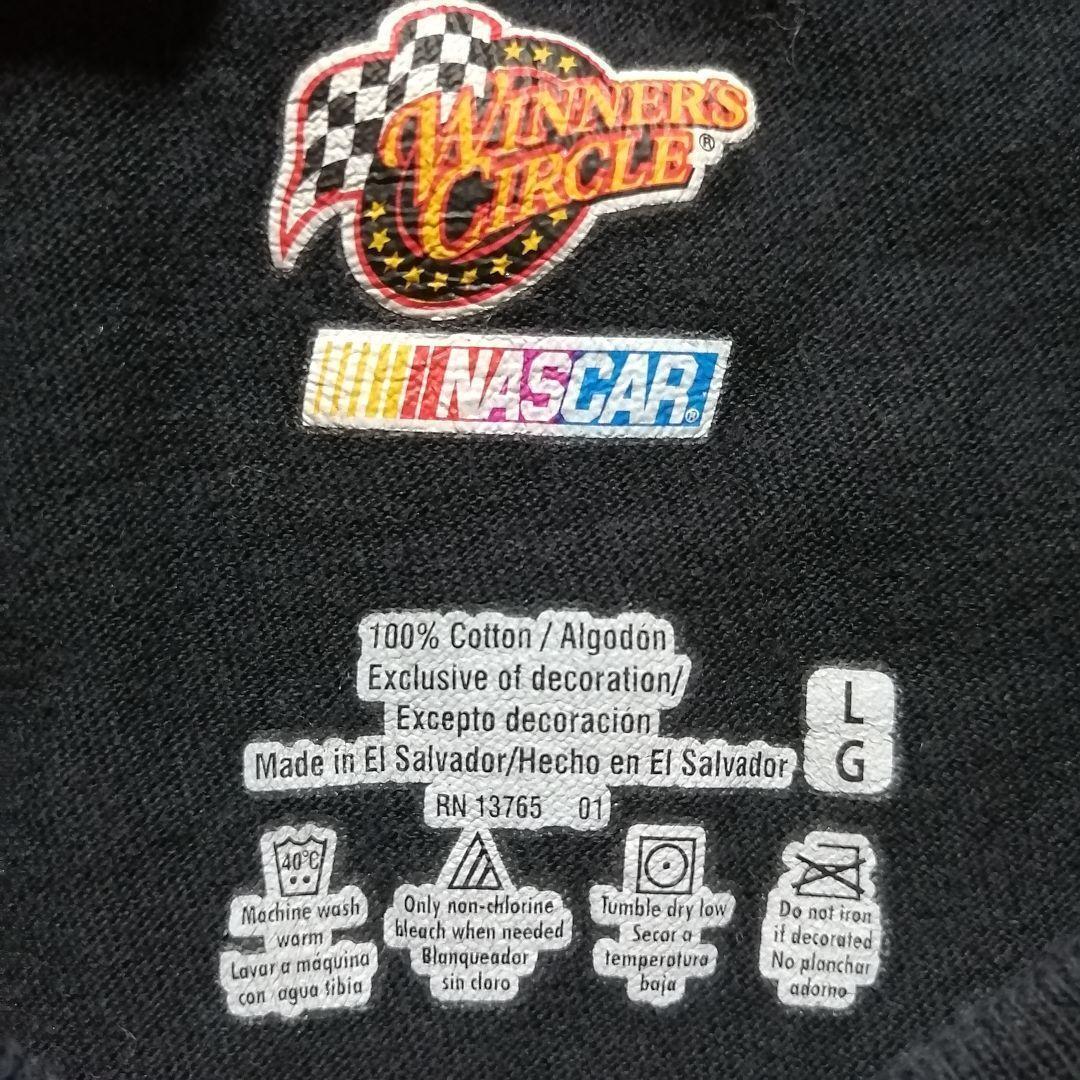 WINNER'S
CIRCLE®
NASCAR®
100% Cotton / Algodón
Exclusive of decoration/
Excepto decoración
Made in El Salvador/Hecho en El Salvador
L
G
RN 13765 01
40°C
Machine wash
warm
Lavar a máquina
con agua tibia
Only non-chlorine
bleach when needed
Blanqueador
sin cloro
Tumble dry low
Secar a
temperatura
baja
Do not iron
if decorated
No planchar
adorno